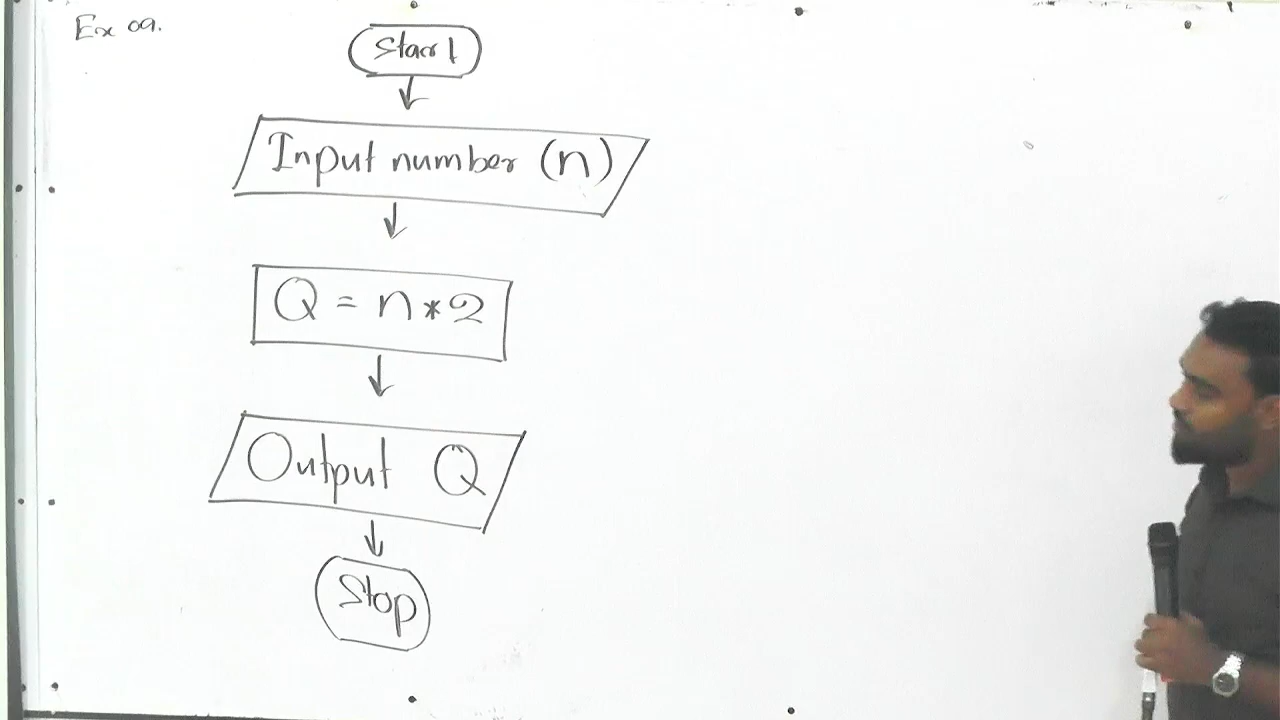 Ex 09.
Start
Input number (n)
Q = n*2
Output Q
Stop